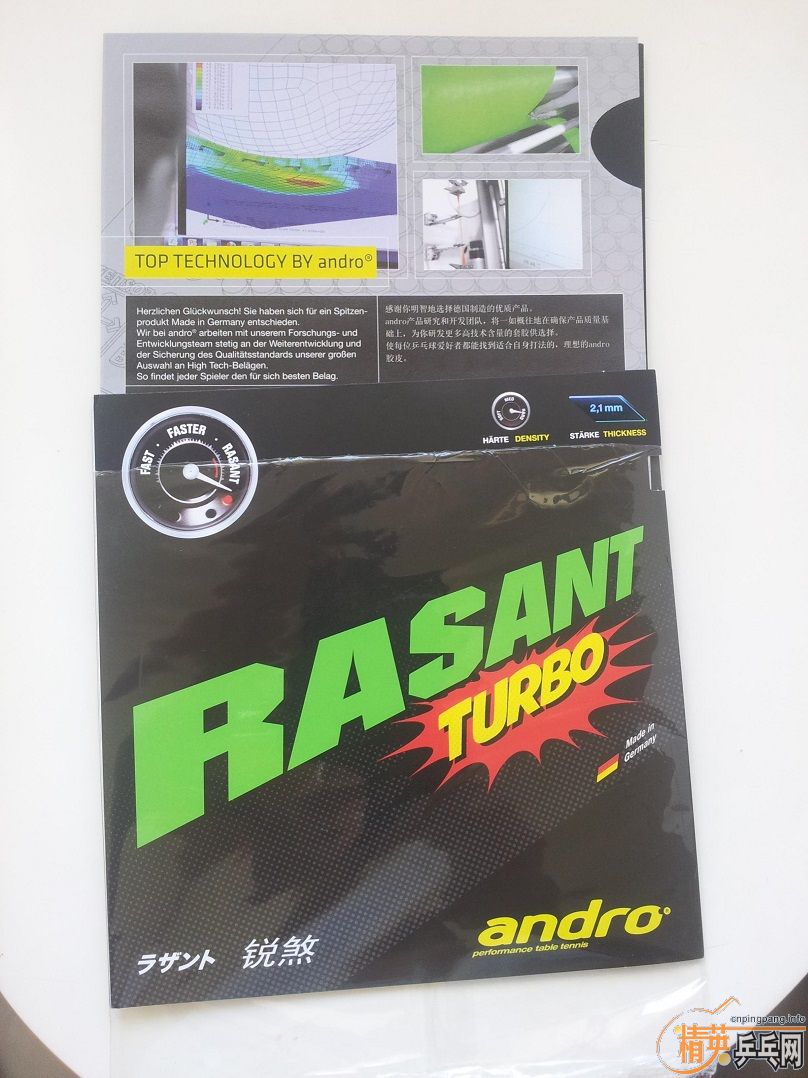 TOP TECHNOLOGY BY andro®
Herzlichen Glückwunsch! Sie haben sich für ein Spitzen-
produkt Made in Germany entschieden.
Wir bei andro® arbeiten mit unserem Forschungs- und
Entwicklungsteam stetig an der Weiterentwicklung und
der Sicherung des Qualitätsstandards unserer großen
Auswahl an High Tech-Belägen.
So findet jeder Spieler den für sich besten Belag.
感谢你明智地选择德国制造的优质产品。
andro产品研究和开发团队,将一如概往地在确保产品质量基
础上,为你研发更多高技术含量的套胶供选择。
使每位乒乓球爱好者都能找到适合自身打法的,理想的andro
胶皮。
FAST · FASTER · RASANT
SOFT MED HARD
HÄRTE DENSITY
2,1 mm
STÄRKE THICKNESS
RASANT
TURBO
Made in
Germany
andro®
performance table tennis
ラザント 锐煞
©npingpang.info
精英乒乓网